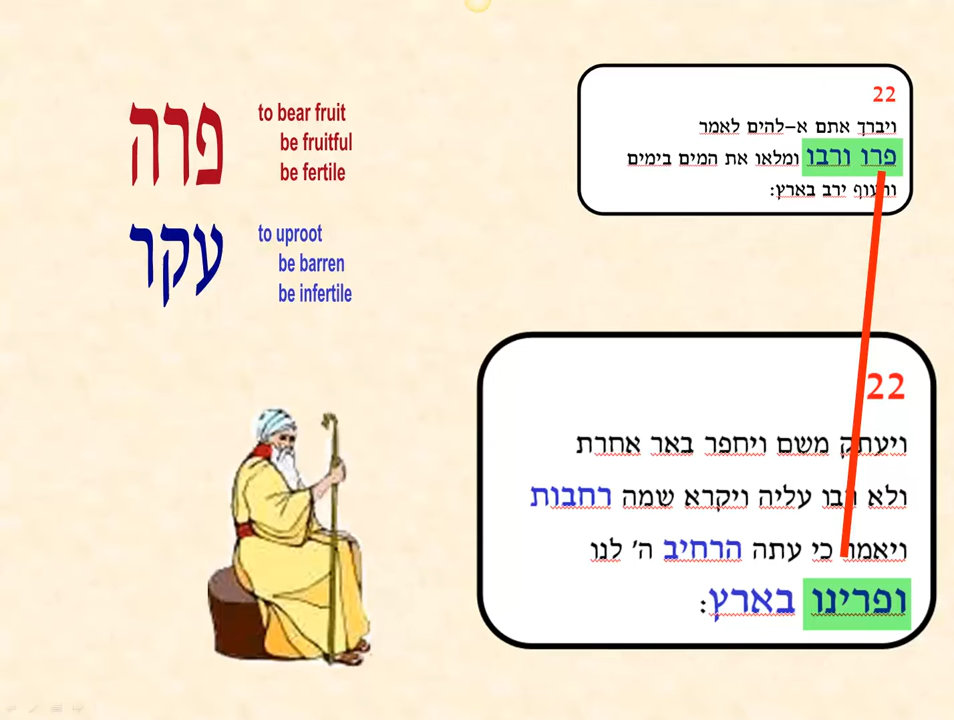 פרה
to bear fruit
be fruitful
be fertile
עקר
to uproot
be barren
be infertile
22
ויברך אתם א–להים לאמר
פרו ורבו ומלאו את המים בימים
והעוף ירב בארץ:
22
ויעתק משם ויחפר באר אחרת
ולא רבו עליה ויקרא שמה רחבות
ויאמר כי עתה הרחיב ה' לנו
ופרינו בארץ: